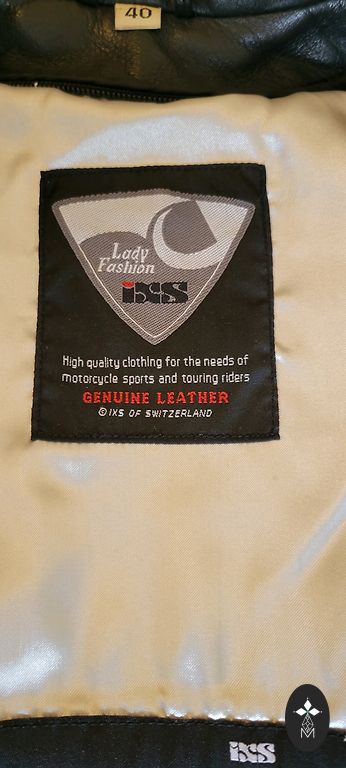 40
Lady
Fashion
iXS
High quality clothing for the needs of
motorcycle sports and touring riders
GENUINE LEATHER
© IXS OF SWITZERLAND
iXS
M